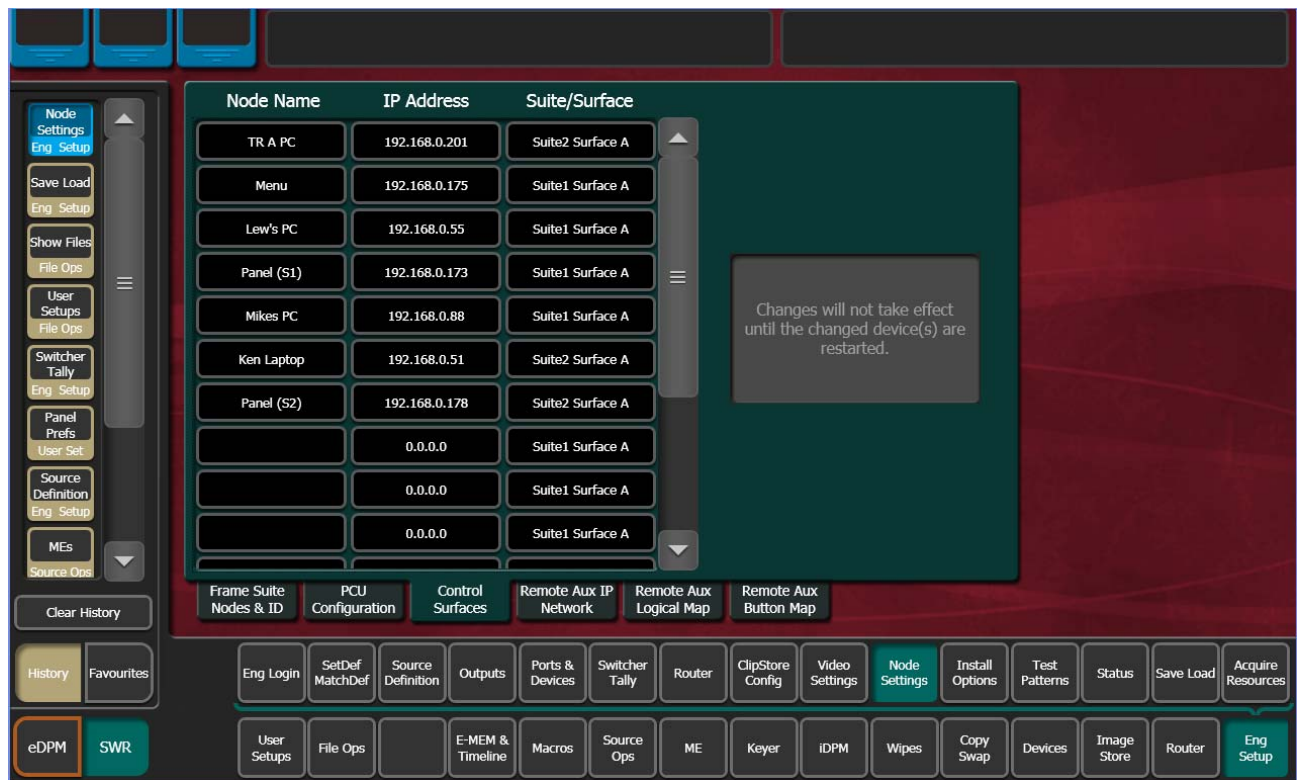 Node Name IP Address Suite/Surface
TR A PC 192.168.0.201 Suite2 Surface A
Menu 192.168.0.175 Suite1 Surface A
Lew's PC 192.168.0.55 Suite1 Surface A
Panel (S1) 192.168.0.173 Suite1 Surface A
Mikes PC 192.168.0.88 Suite1 Surface A
Ken Laptop 192.168.0.51 Suite2 Surface A
Panel (S2) 192.168.0.178 Suite2 Surface A
0.0.0.0 Suite1 Surface A
0.0.0.0 Suite1 Surface A
0.0.0.0 Suite1 Surface A
Changes will not take effect
until the changed device(s) are
restarted.
Node
Settings
Eng Setup
Save Load
Eng Setup
Show Files
File Ops
User
Setups
File Ops
Switcher
Tally
Eng Setup
Panel
Prefs
User Set
Source
Definition
Eng Setup
MEs
Source Ops
Clear History
History Favourites
eDPM SWR
Frame Suite
Nodes & ID
PCU
Configuration
Control
Surfaces
Remote Aux IP
Network
Remote Aux
Logical Map
Remote Aux
Button Map
Eng Login
SetDef
MatchDef
Source
Definition
Outputs
Ports &
Devices
Switcher
Tally
Router
ClipStore
Config
Video
Settings
Node
Settings
Install
Options
Test
Patterns
Status
Save Load
Acquire
Resources
User
Setups
File Ops
E-MEM &
Timeline
Macros
Source
Ops
ME
Keyer
iDPM
Wipes
Copy
Swap
Devices
Image
Store
Router
Eng
Setup